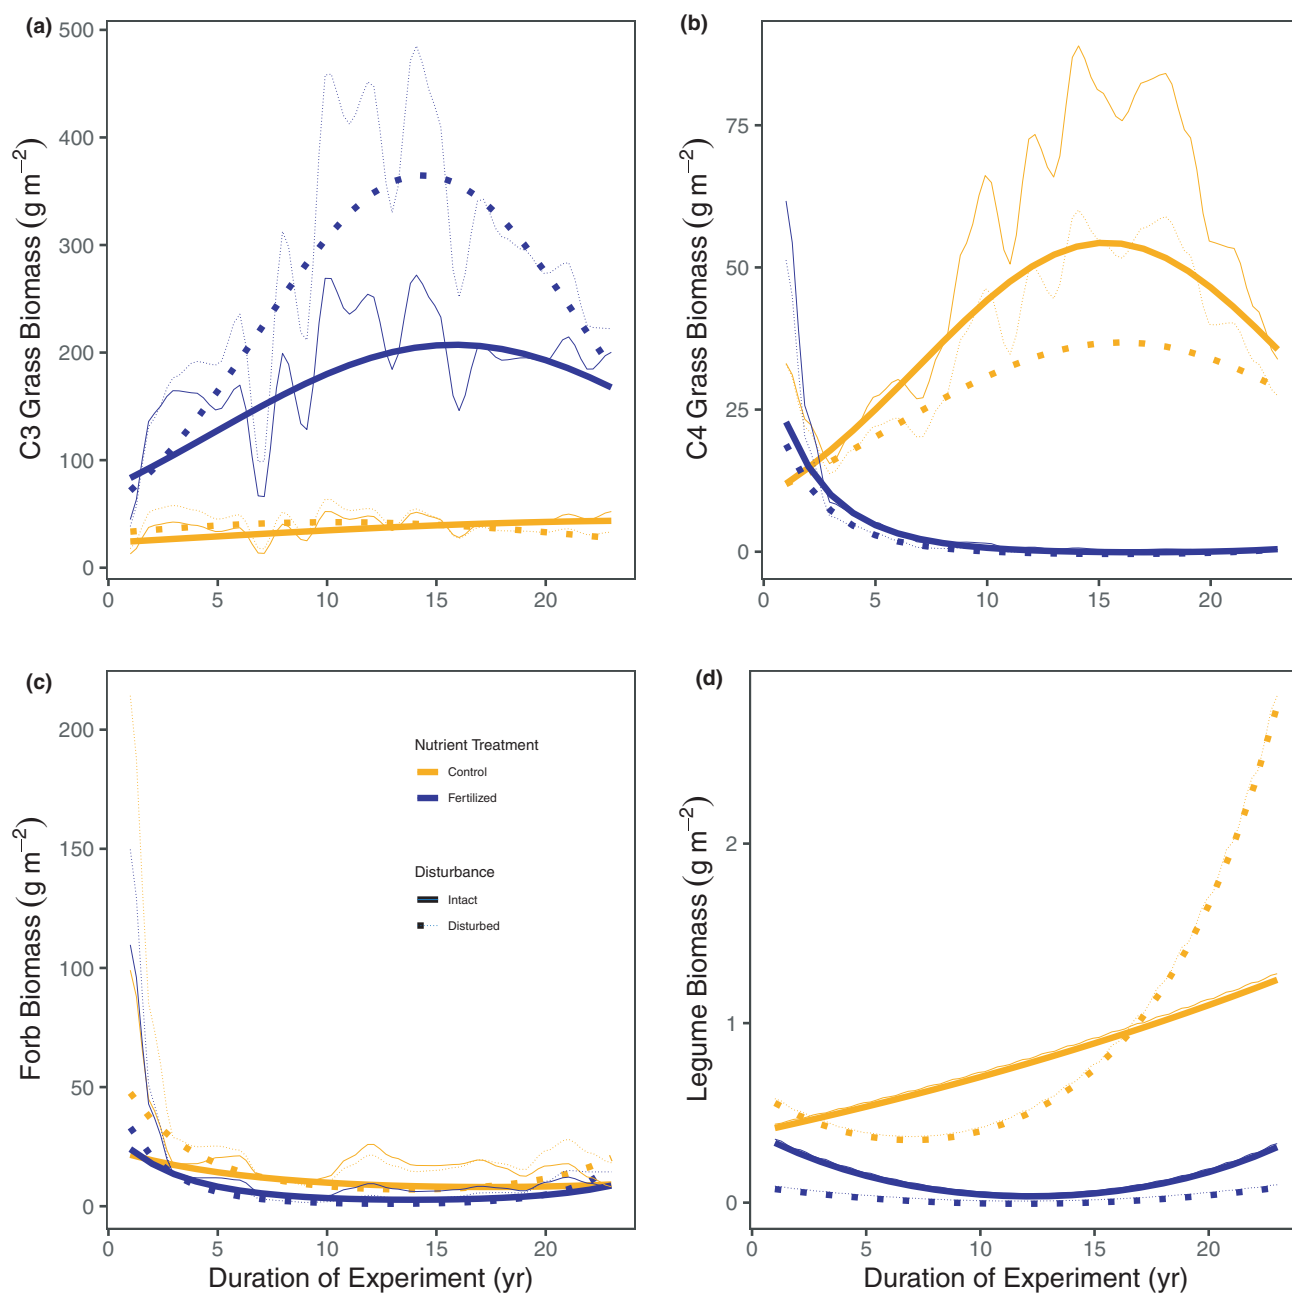 (a)
500
400
300
200
100
0
0 5 10 15 20
C3 Grass Biomass (g m−2)
(b)
75
50
25
0
0 5 10 15 20
C4 Grass Biomass (g m−2)
(c)
200
150
100
50
0
0 5 10 15 20
Forb Biomass (g m−2)
Duration of Experiment (yr)
Nutrient Treatment
Control
Fertilized
Disturbance
Intact
Disturbed
(d)
2
1
0
0 5 10 15 20
Legume Biomass (g m−2)
Duration of Experiment (yr)